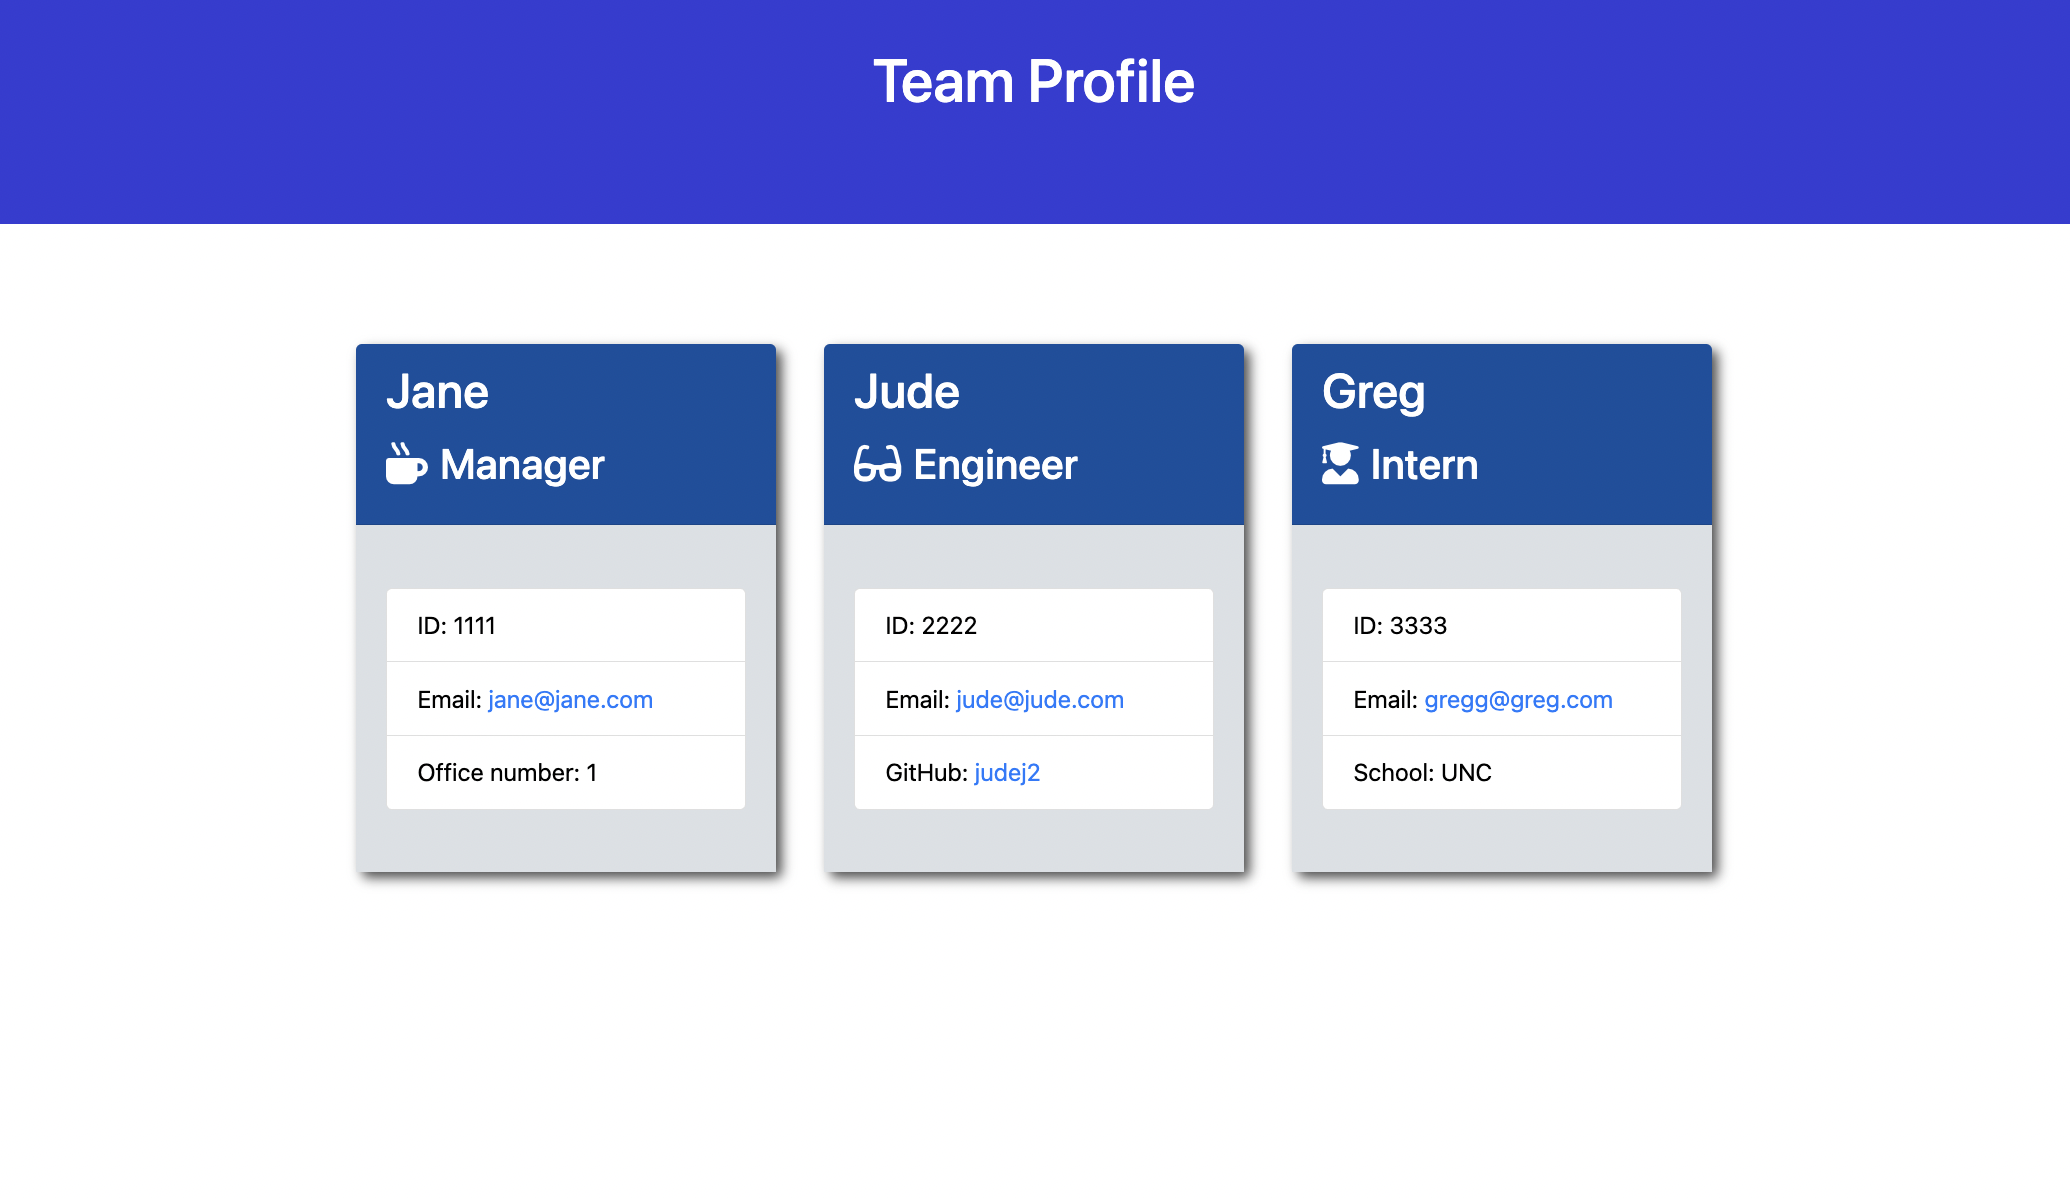 Team Profile
Jane
Manager
ID: 1111
Email: jane@jane.com
Office number: 1
Jude
Engineer
ID: 2222
Email: jude@jude.com
GitHub: judej2
Greg
Intern
ID: 3333
Email: gregg@greg.com
School: UNC